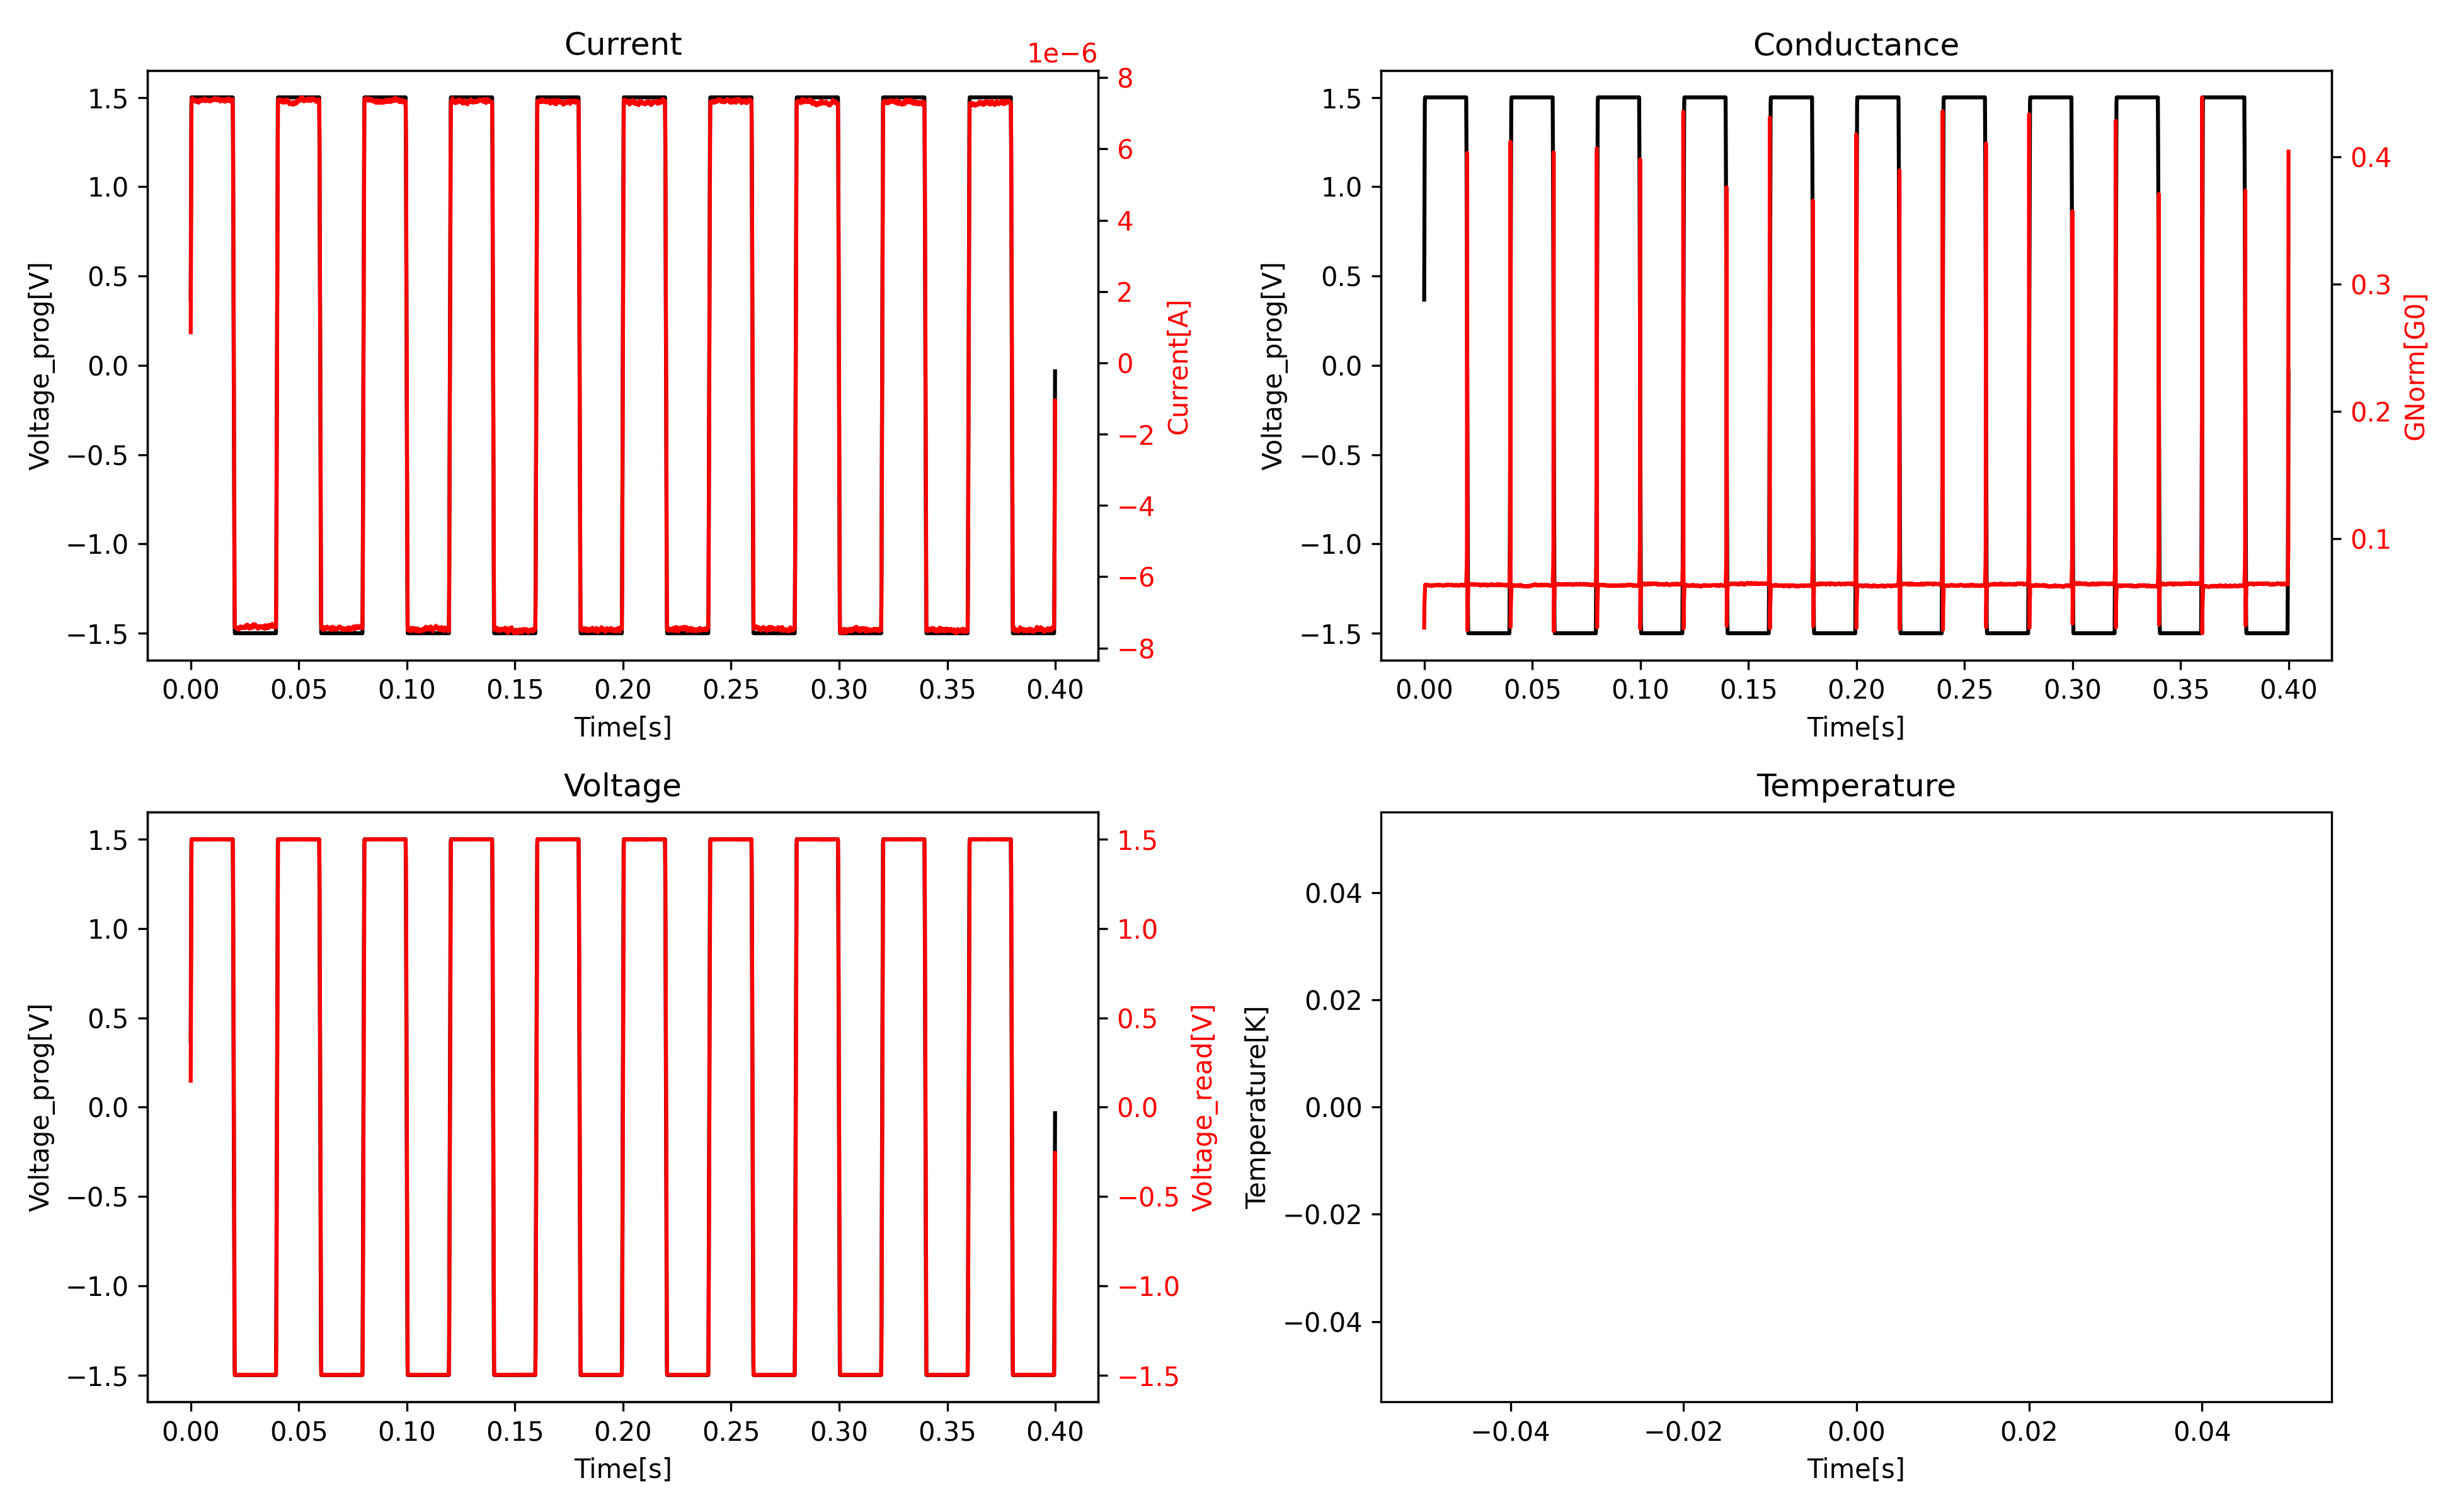 Current
1e−6
1.5
1.0
0.5
0.0
−0.5
−1.0
−1.5
Voltage_prog[V]
8
6
4
2
0
−2
−4
−6
−8
Current[A]
0.00 0.05 0.10 0.15 0.20 0.25 0.30 0.35 0.40
Time[s]
Conductance
1.5
1.0
0.5
0.0
−0.5
−1.0
−1.5
Voltage_prog[V]
0.4
0.3
0.2
0.1
GNorm[G0]
0.00 0.05 0.10 0.15 0.20 0.25 0.30 0.35 0.40
Time[s]
Voltage
1.5
1.0
0.5
0.0
−0.5
−1.0
−1.5
Voltage_prog[V]
1.5
1.0
0.5
0.0
−0.5
−1.0
−1.5
Voltage_read[V]
0.00 0.05 0.10 0.15 0.20 0.25 0.30 0.35 0.40
Time[s]
Temperature
0.04
0.02
0.00
−0.02
−0.04
Temperature[K]
−0.04 −0.02 0.00 0.02 0.04
Time[s]